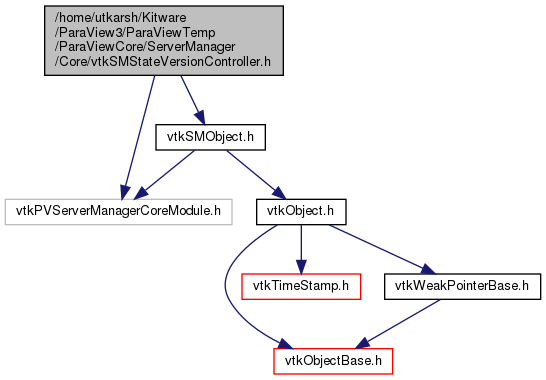 /home/utkarsh/Kitware
/ParaView3/ParaViewTemp
/ParaViewCore/ServerManager
/Core/vtkSMStateVersionController.h
vtkSMObject.h
vtkPVServerManagerCoreModule.h
vtkObject.h
vtkTimeStamp.h
vtkWeakPointerBase.h
vtkObjectBase.h